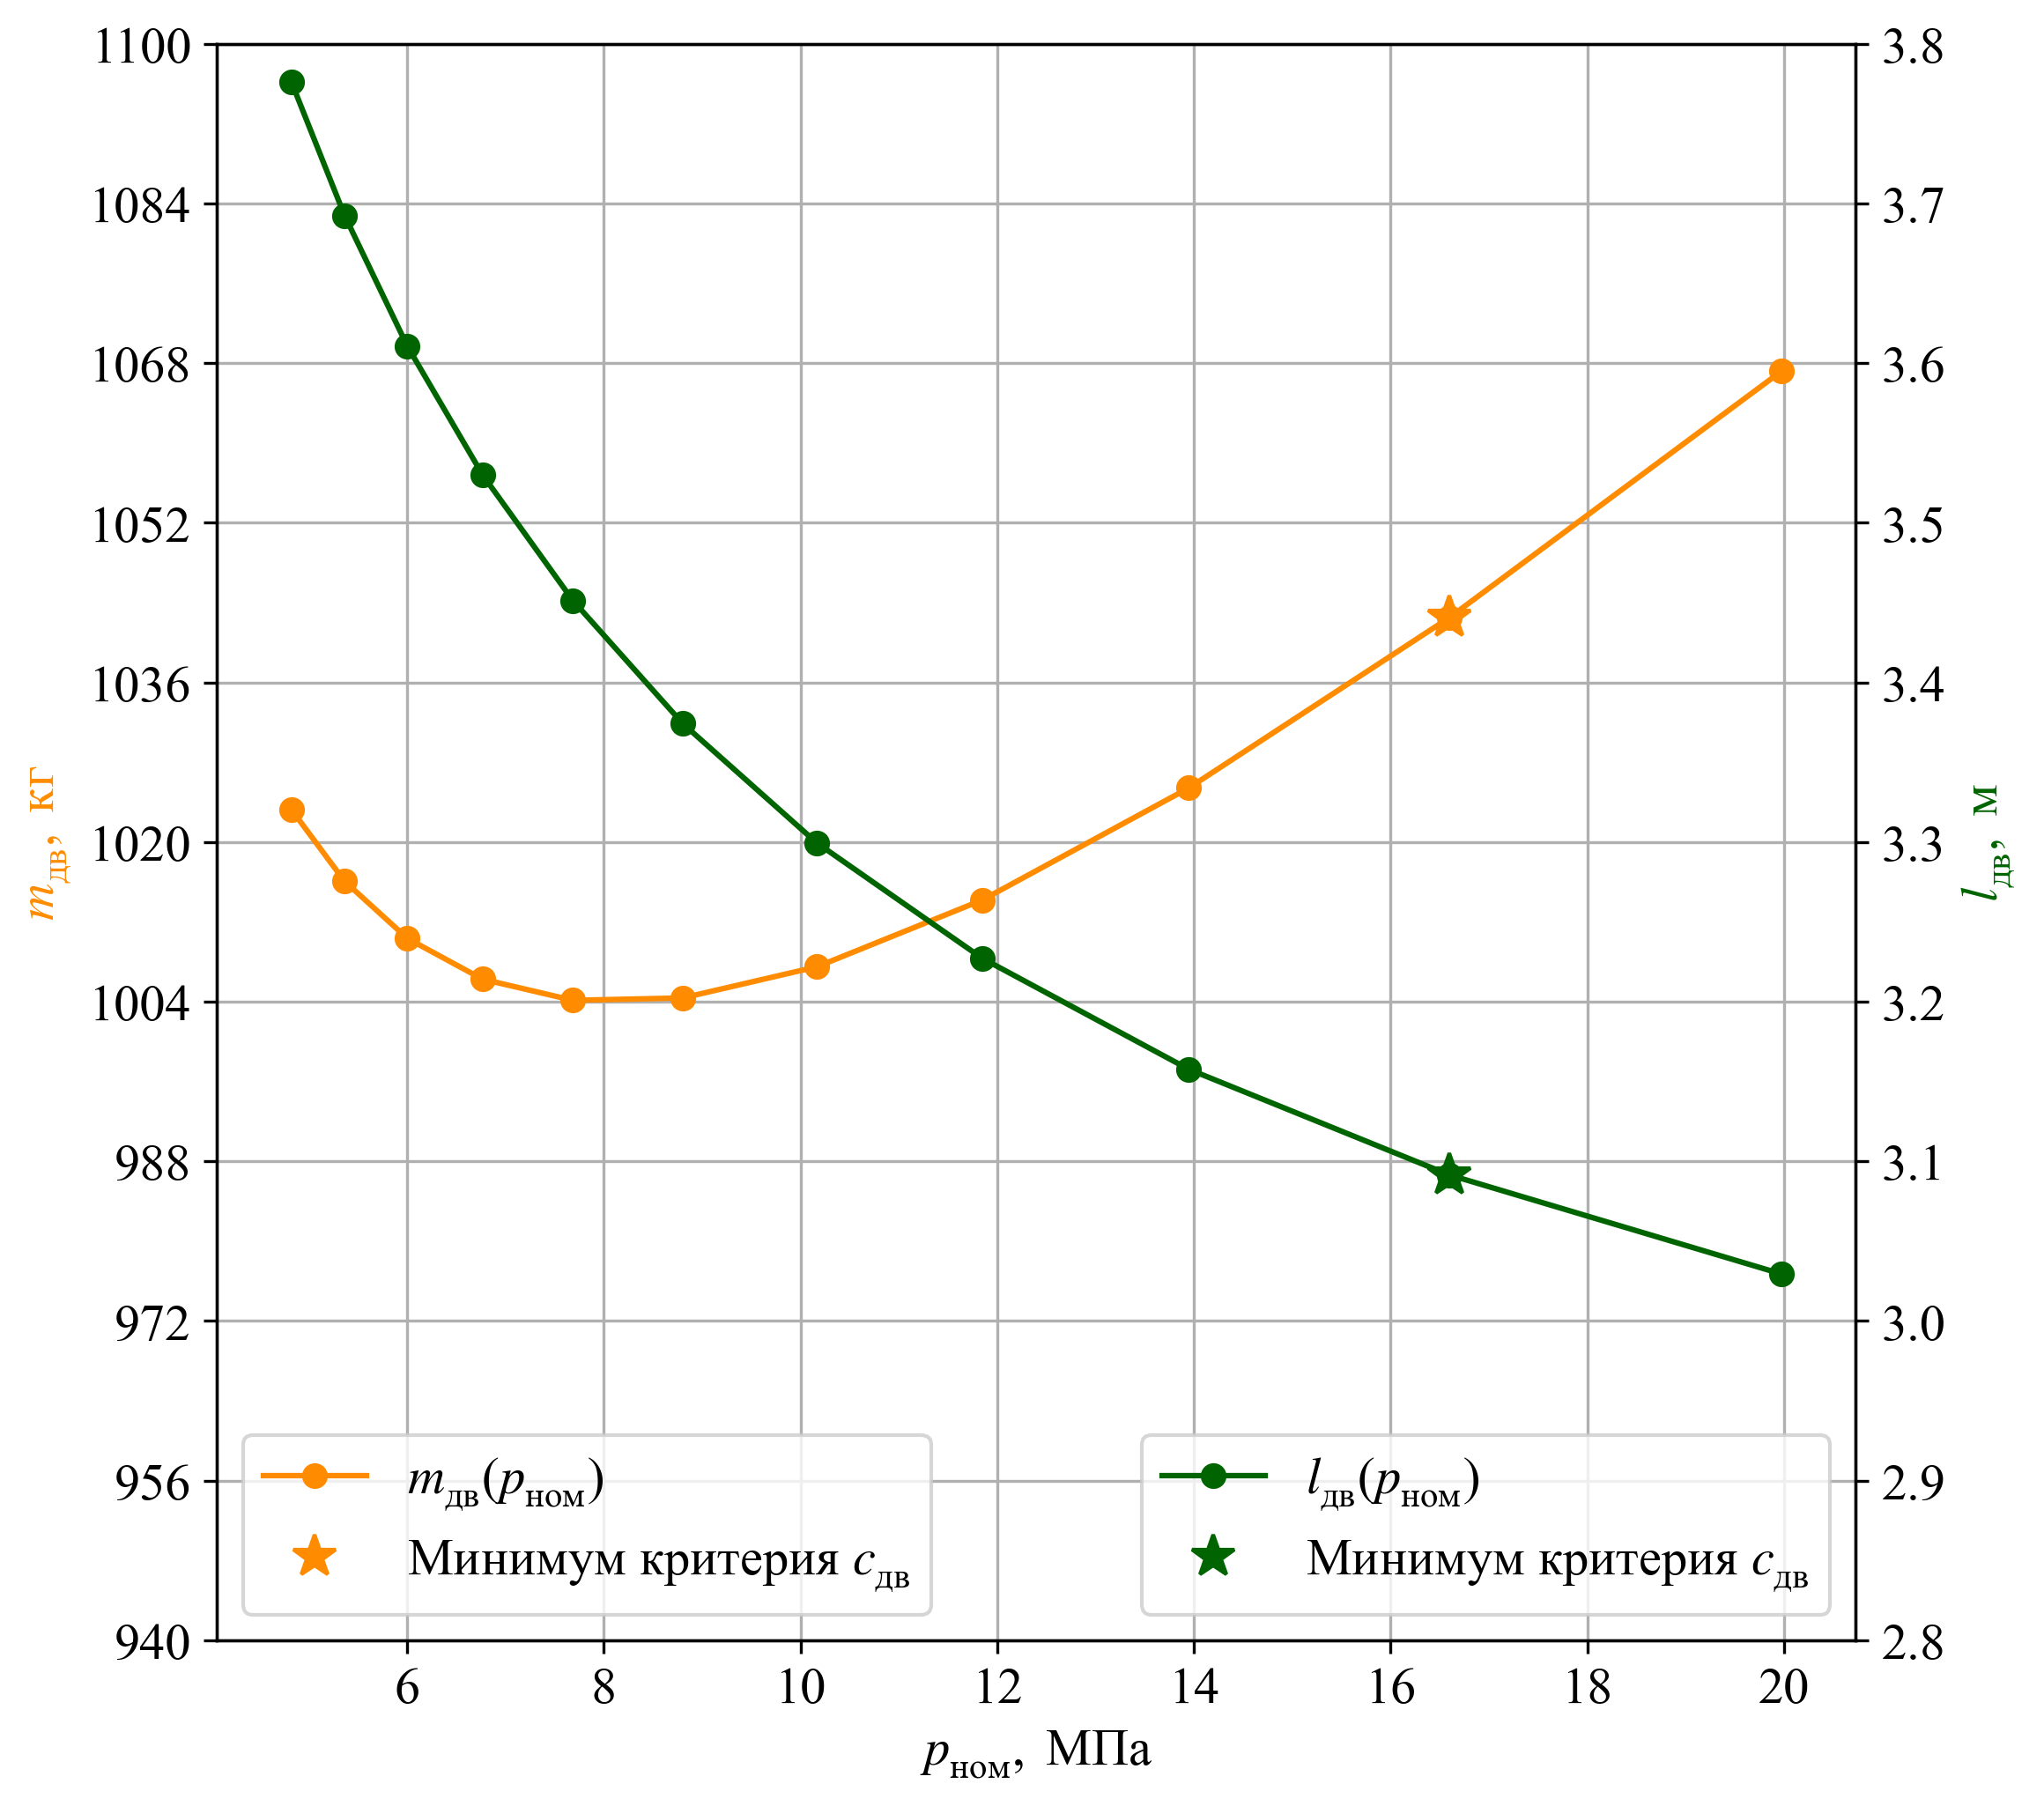 1100
1084
1068
1052
1036
1020
1004
988
972
956
940
mдв, кг
3.8
3.7
3.6
3.5
3.4
3.3
3.2
3.1
3.0
2.9
2.8
lдв, м
mдв(pном)
Минимум критерия cдв
lдв(pном)
Минимум критерия cдв
6 8 10 12 14 16 18 20
pном, МПа